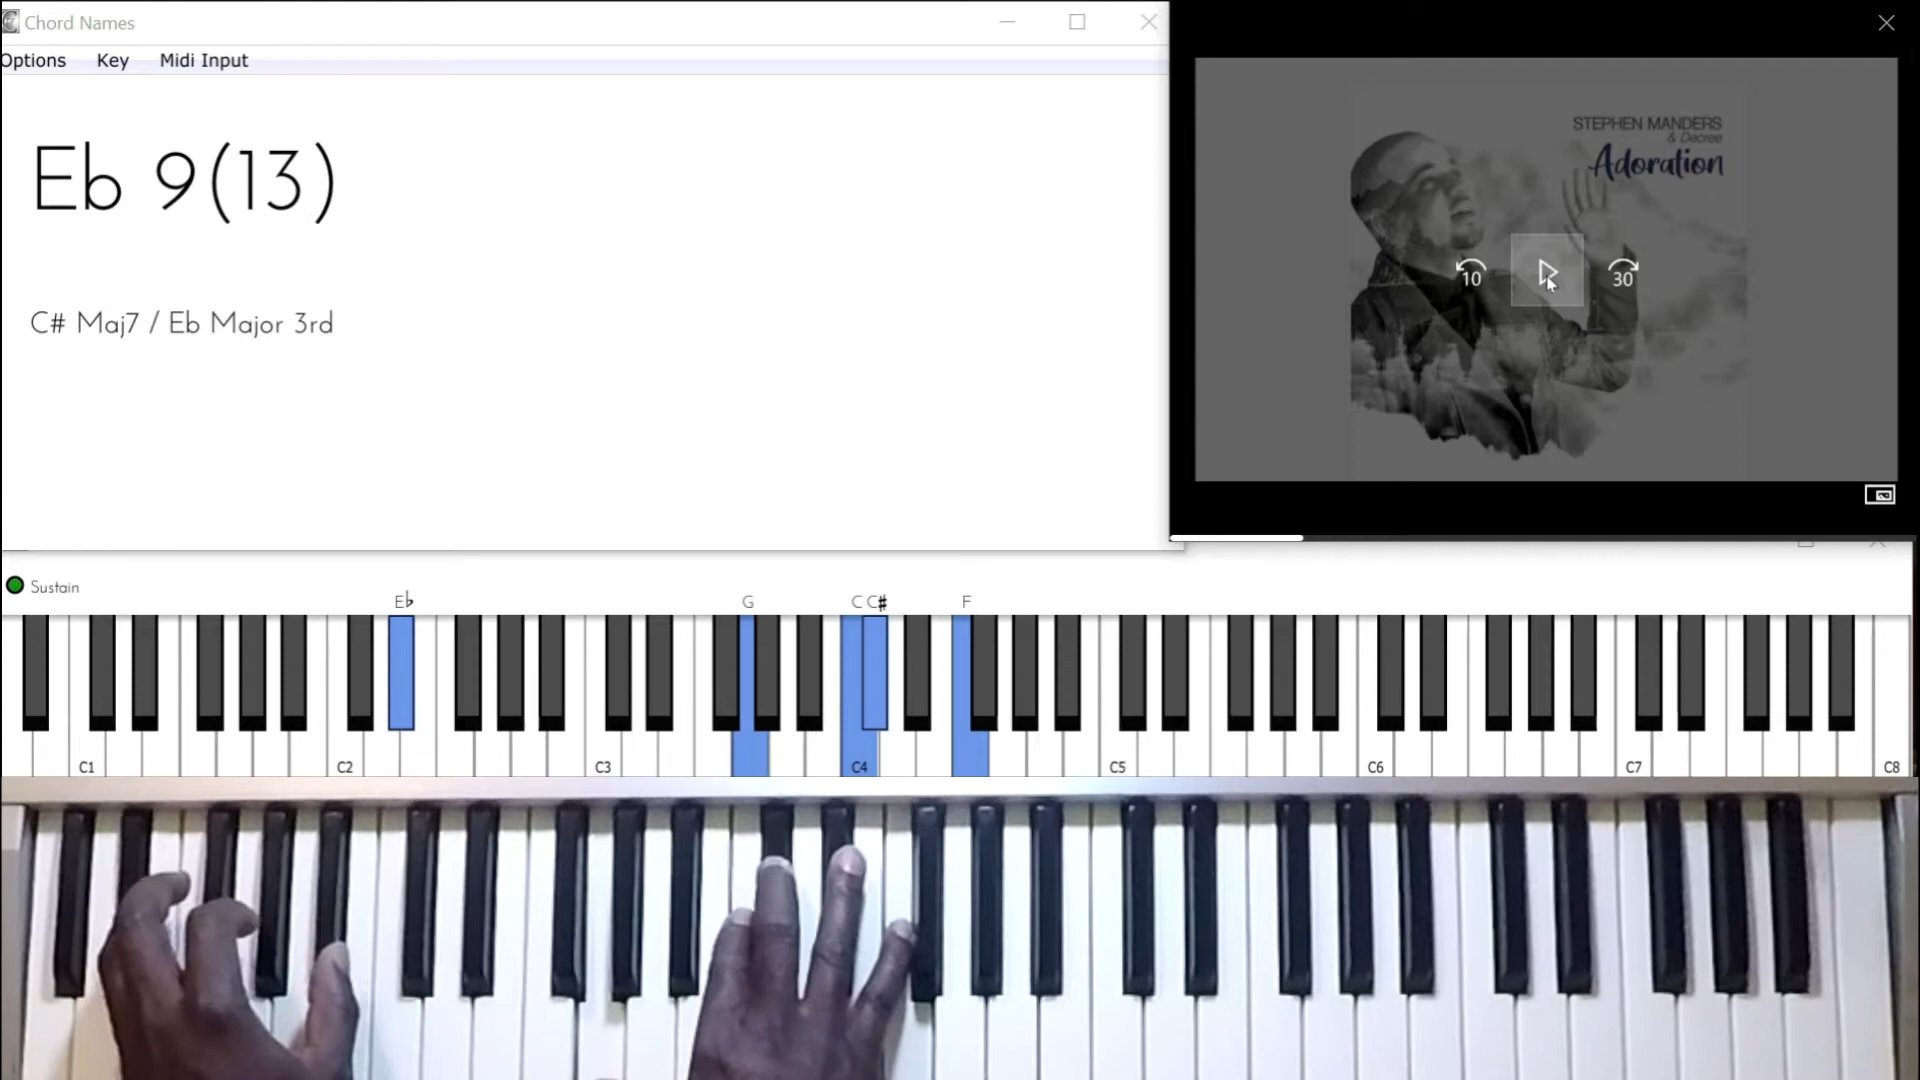 Chord Names
Options Key Midi Input
Eb 9(13)
C# Maj7 / Eb Major 3rd
STEPHEN MANDERS
& Decree
Adoration
10
30
Sustain
E♭ G C C# F
C1 C2 C3 C4 C5 C6 C7 C8